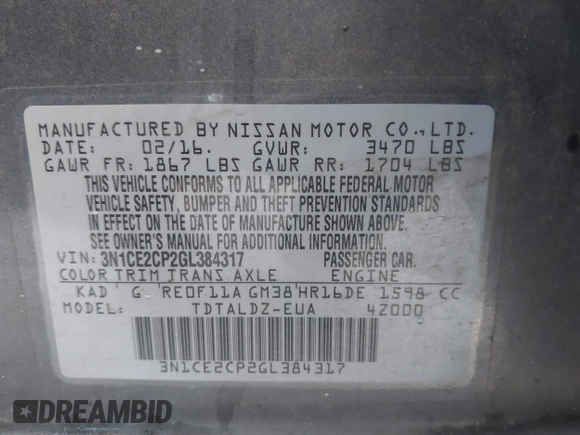 MANUFACTURED BY NISSAN MOTOR CO.,LTD.
DATE: 02/16. GVWR: 3470 LBS
GAWR FR: 1867 LBS GAWR RR: 1704 LBS
THIS VEHICLE CONFORMS TO ALL APPLICABLE FEDERAL MOTOR
VEHICLE SAFETY, BUMPER AND THEFT PREVENTION STANDARDS
IN EFFECT ON THE DATE OF MANUFACTURE SHOWN ABOVE.
SEE OWNER'S MANUAL FOR ADDITIONAL INFORMATION.
VIN: 3N1CE2CP2GL384317 PASSENGER CAR.
COLOR TRIM TRANS AXLE ENGINE
KAD G RE0F11A GM38 HR16DE 1598 CC
MODEL: TDTALDZ-EUA 4Z000
3N1CE2CP2GL384317
DREAMBID